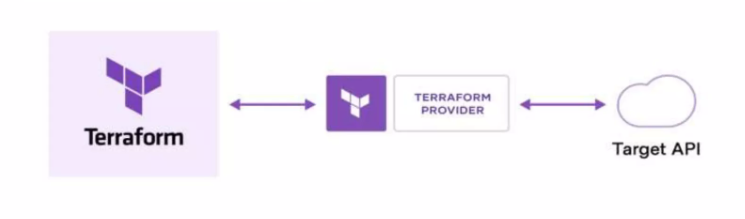 Terraform
TERRAFORM
PROVIDER
Target API